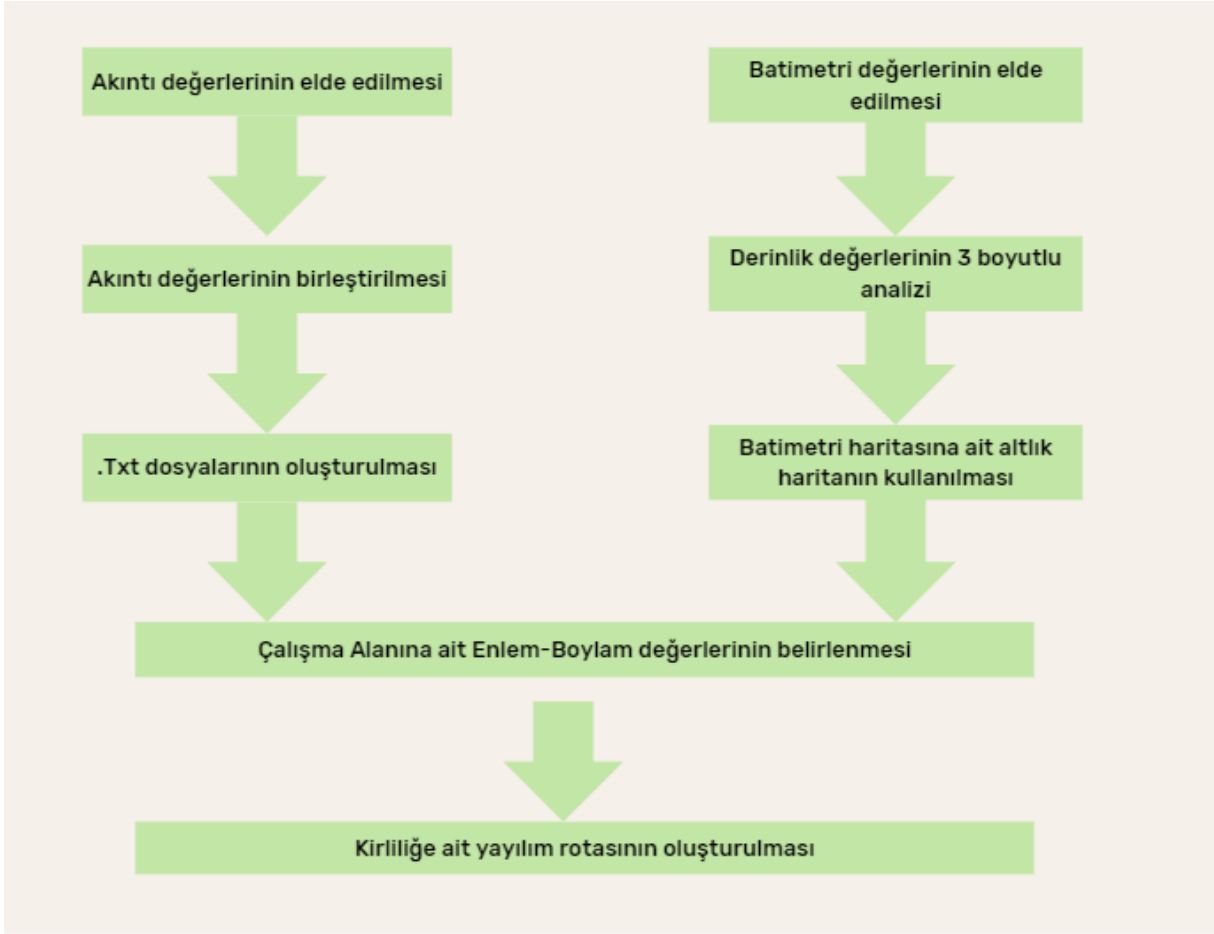 Akıntı değerlerinin elde edilmesi
Akıntı değerlerinin birleştirilmesi
.Txt dosyalarının oluşturulması
Batimetri değerlerinin elde
edilmesi
Derinlik değerlerinin 3 boyutlu
analizi
Batimetri haritasına ait altlık
haritanın kullanılması
Çalışma Alanına ait Enlem-Boylam değerlerinin belirlenmesi
Kirliliğe ait yayılım rotasının oluşturulması